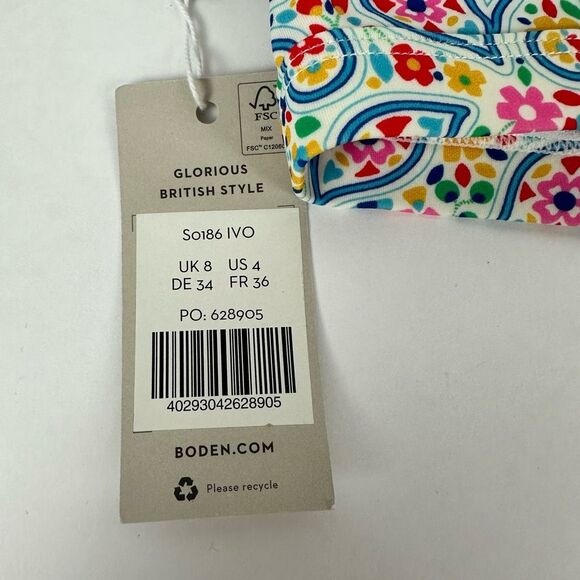 FSC
MIX
Paper
GLORIOUS
BRITISH STYLE
S0186 IVO
UK 8 US 4
DE 34 FR 36
PO: 628905
40293042628905
BODEN.COM
Please recycle